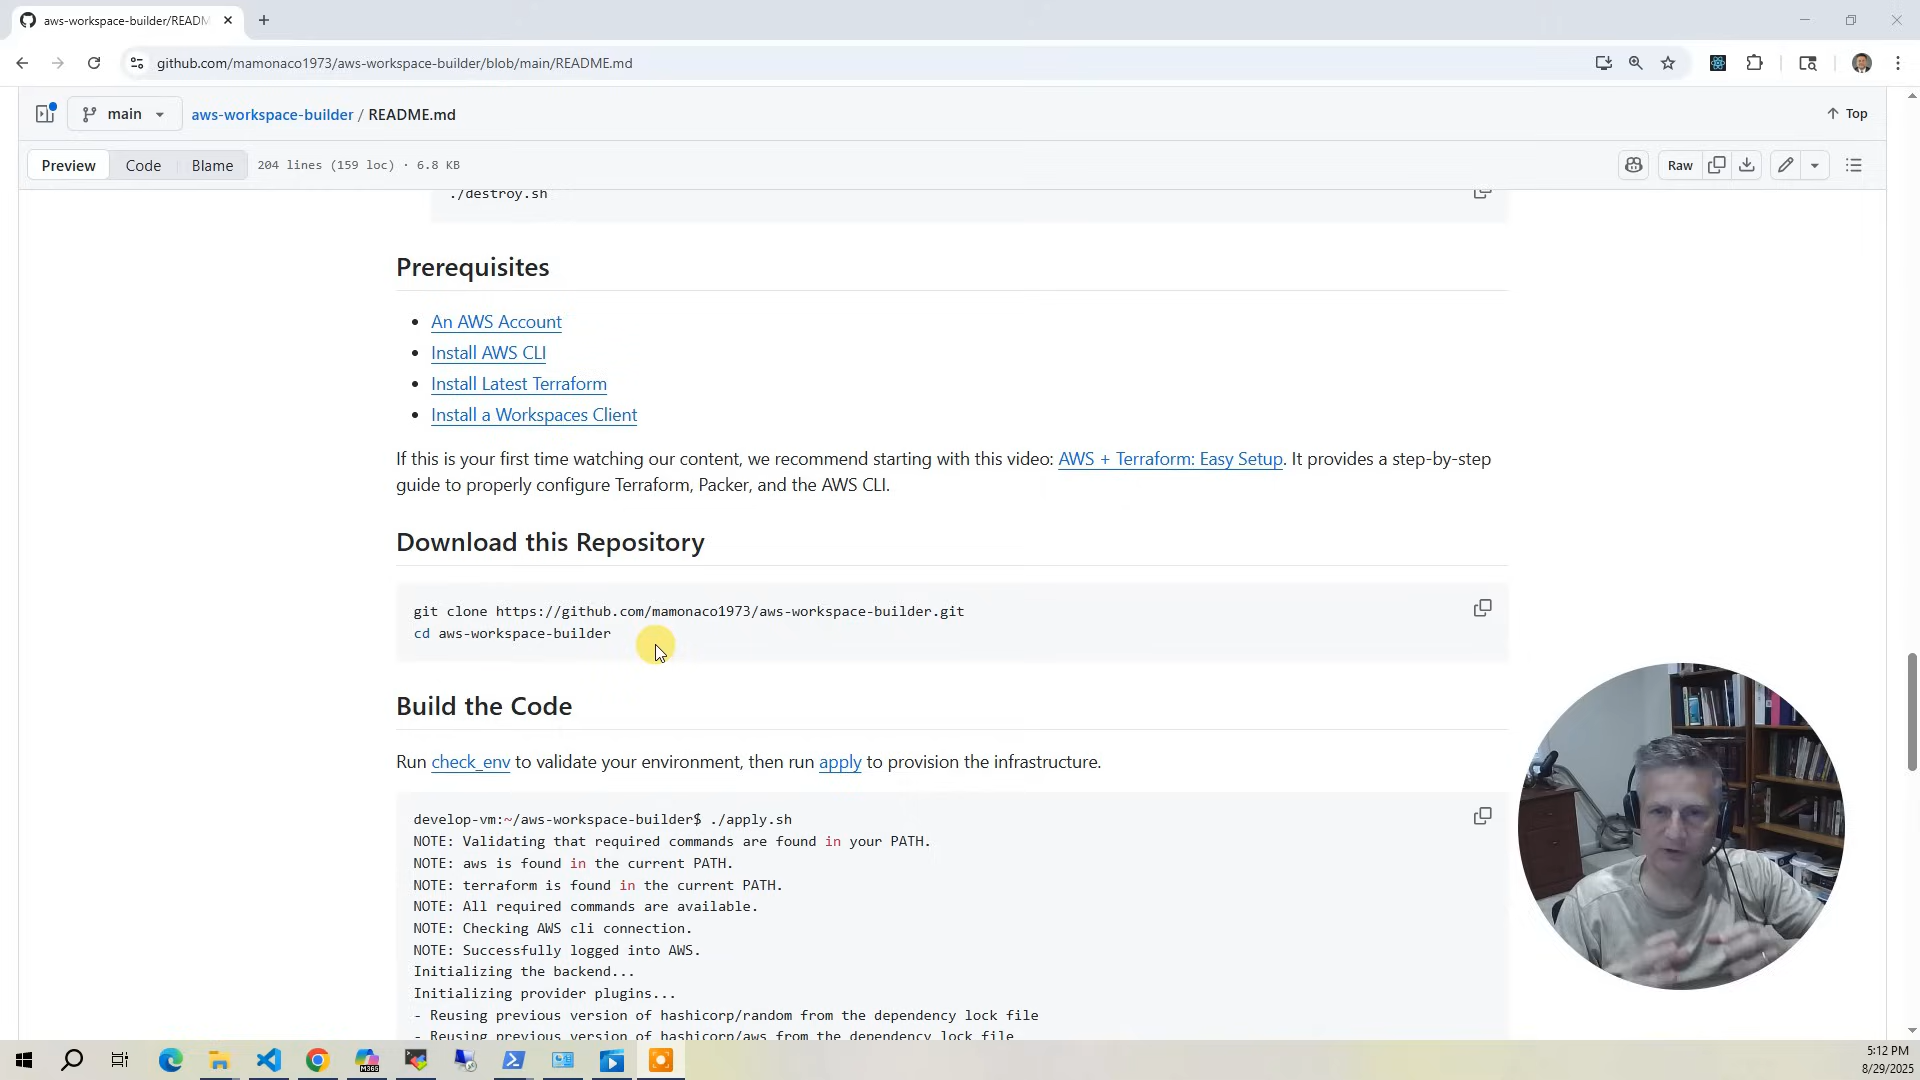 aws-workspace-builder/READM
github.com/mamonaco1973/aws-workspace-builder/blob/main/README.md
main
aws-workspace-builder / README.md
Top
Preview
Code
Blame
204 lines (159 loc) · 6.8 KB
Raw
./destroy.sh
Prerequisites
• An AWS Account
• Install AWS CLI
• Install Latest Terraform
• Install a Workspaces Client
If this is your first time watching our content, we recommend starting with this video: AWS + Terraform: Easy Setup. It provides a step-by-step
guide to properly configure Terraform, Packer, and the AWS CLI.
Download this Repository
git clone https://github.com/mamonaco1973/aws-workspace-builder.git
cd aws-workspace-builder
Build the Code
Run check_env to validate your environment, then run apply to provision the infrastructure.
develop-vm:~/aws-workspace-builder$ ./apply.sh
NOTE: Validating that required commands are found in your PATH.
NOTE: aws is found in the current PATH.
NOTE: terraform is found in the current PATH.
NOTE: All required commands are available.
NOTE: Checking AWS cli connection.
NOTE: Successfully logged into AWS.
Initializing the backend...
Initializing provider plugins...
- Reusing previous version of hashicorp/random from the dependency lock file
- Reusing previous version of hashicorp/aws from the dependency lock file
M365
5:12 PM
8/29/2025